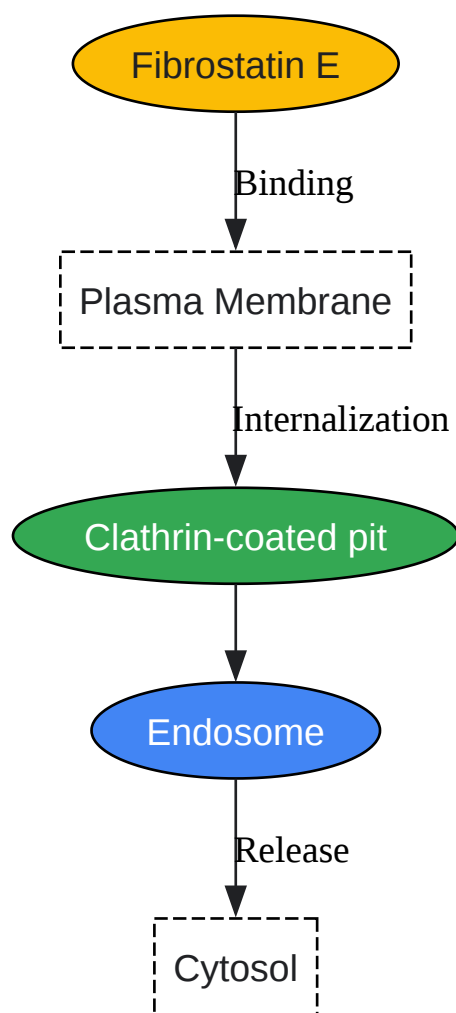 Fibrostatin E
Binding
Plasma Membrane
Internalization
Clathrin-coated pit
Endosome
Release
Cytosol